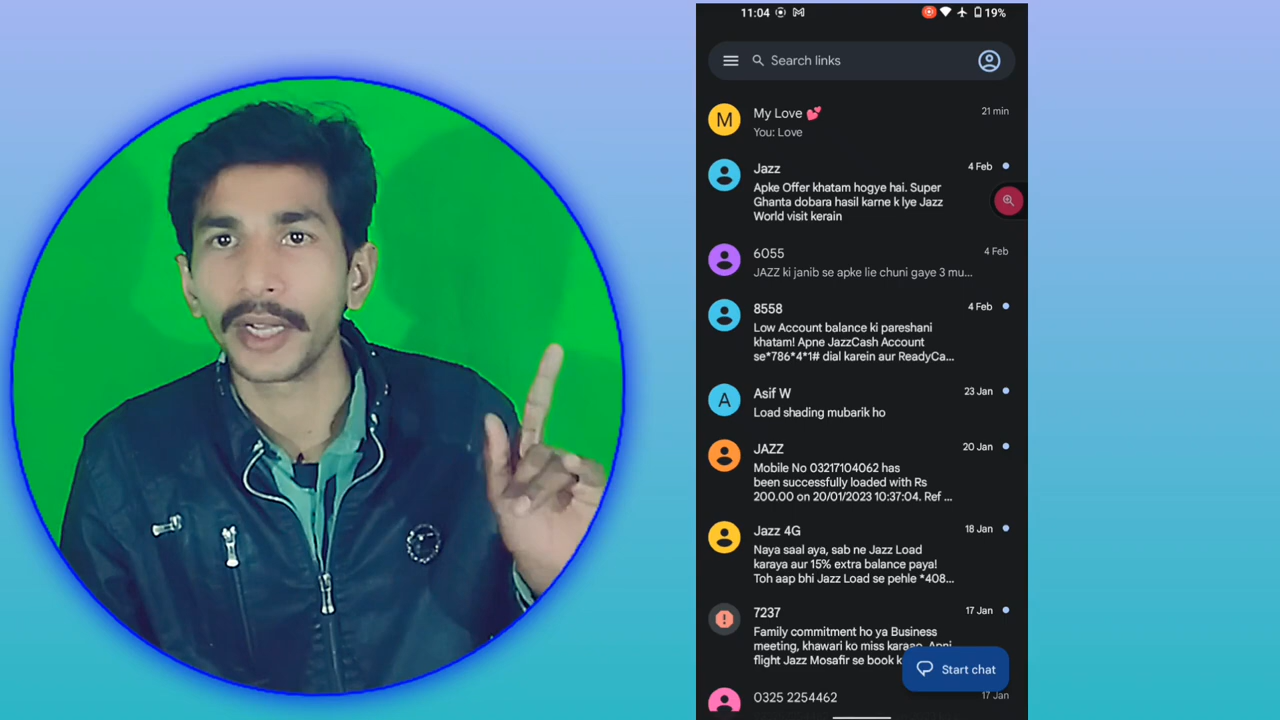 11:04
19%
Search links
M
My Love 💕
21 min
You: Love
Jazz
4 Feb
Apke Offer khatam hogye hai. Super
Ghanta dobara hasil karne k lye Jazz
World visit kerain
6055
4 Feb
JAZZ ki janib se apke lie chuni gaye 3 mu...
8558
4 Feb
Low Account balance ki pareshani
khatam! Apne JazzCash Account
se*786*4*1# dial karein aur ReadyCa...
A
Asif W
23 Jan
Load shading mubarik ho
JAZZ
20 Jan
Mobile No 03217104062 has
been successfully loaded with Rs
200.00 on 20/01/2023 10:37:04. Ref ...
Jazz 4G
18 Jan
Naya saal aya, sab ne Jazz Load
karaya aur 15% extra balance paya!
Toh aap bhi Jazz Load se pehle *408...
7237
17 Jan
Family commitment ho ya Business
meeting, khawari ko miss karaao.
flight Jazz Mosafir se book
Start chat
0325 2254462
17 Jan